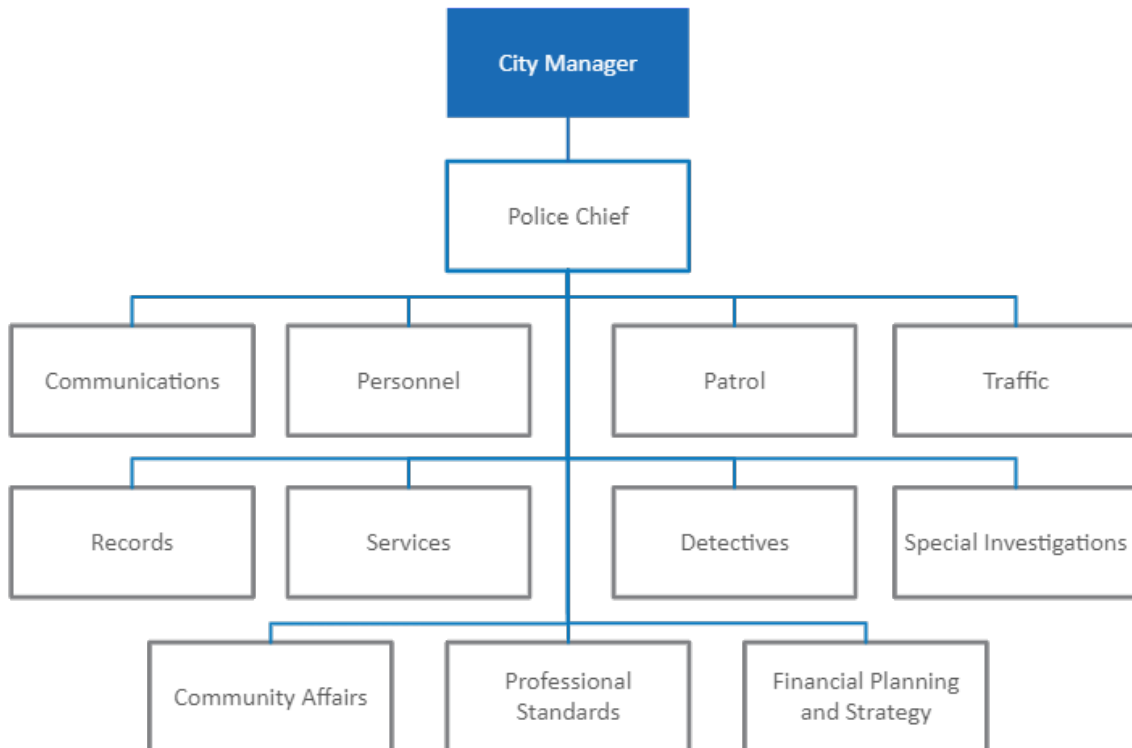 City Manager
Police Chief
Communications
Personnel
Patrol
Traffic
Records
Services
Detectives
Special Investigations
Community Affairs
Professional
Standards
Financial Planning
and Strategy